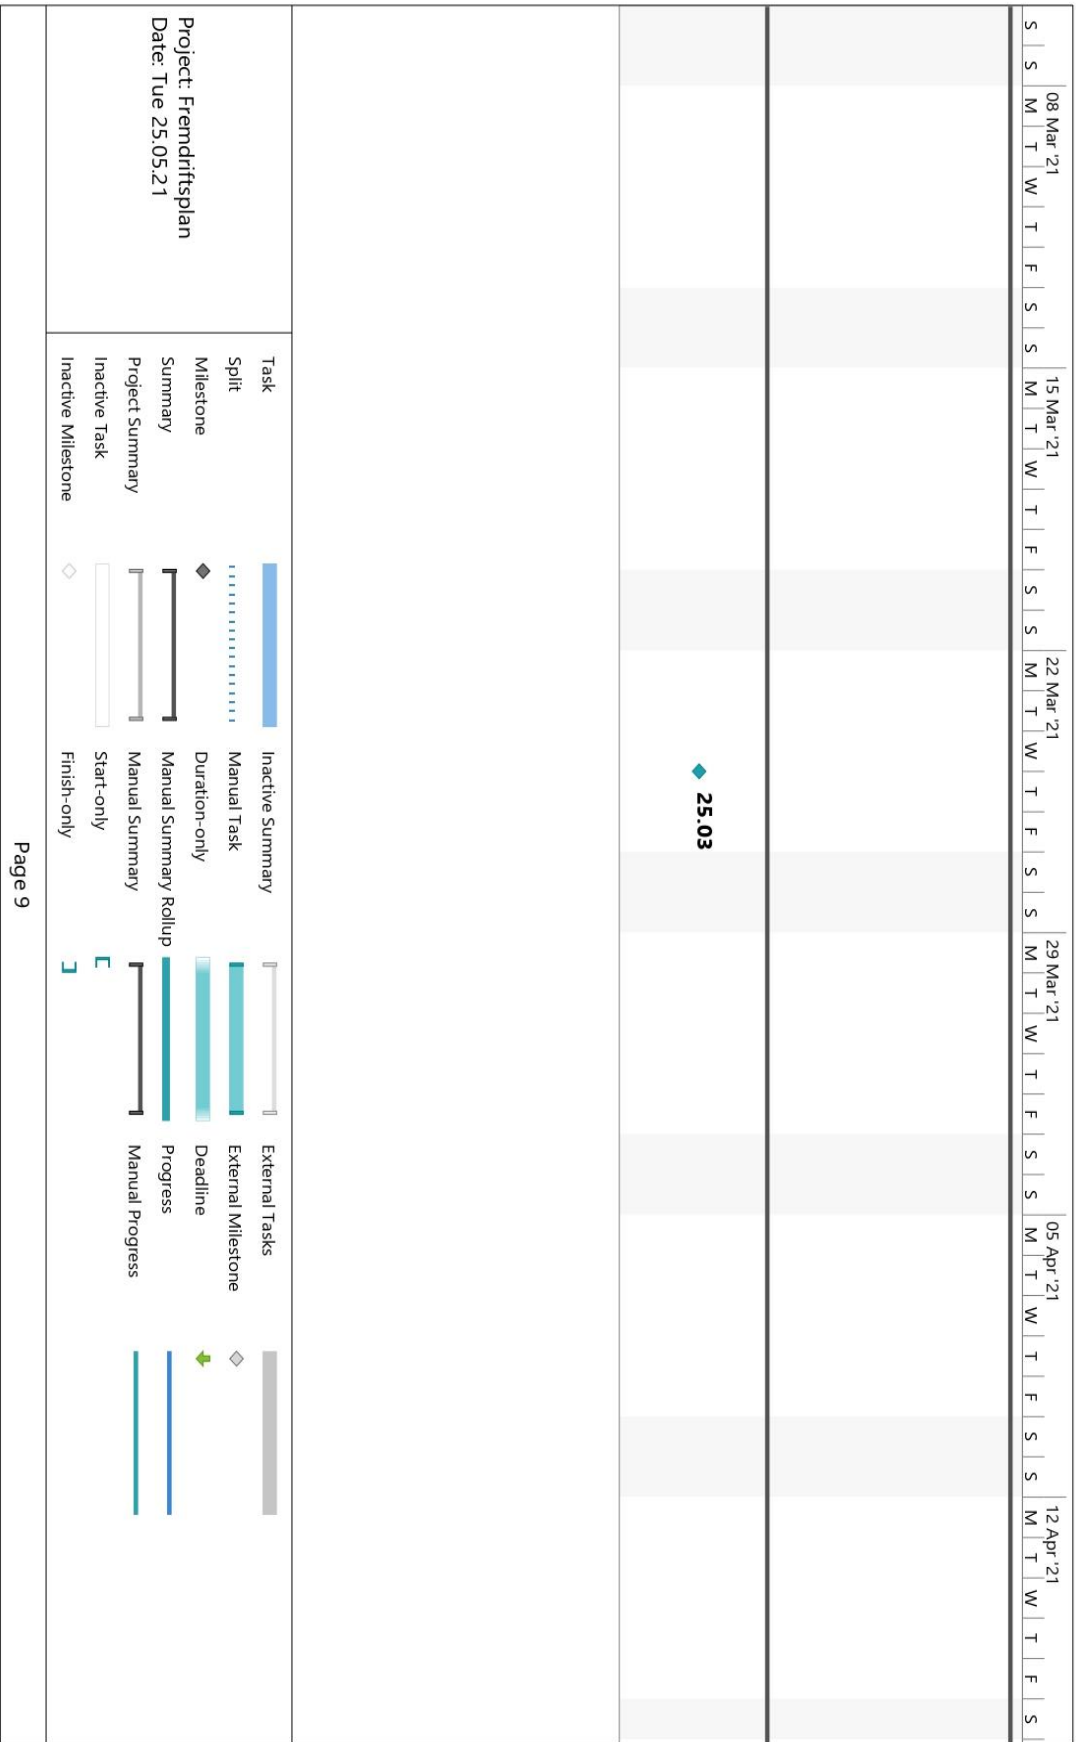 08 Mar '21 15 Mar '21 22 Mar '21 29 Mar '21 05 Apr '21 12 Apr '21
S S M T W T F S S M T W T F S S M T W T F S S M T W T F S S M T W T F S S M T W T F S
25.03
Project: Fremdriftsplan
Date: Tue 25.05.21
Task Inactive Summary External Tasks
Split Manual Task External Milestone
Milestone Duration-only Deadline
Summary Manual Summary Rollup Progress
Project Summary Manual Summary Manual Progress
Inactive Task Start-only
Inactive Milestone Finish-only
Page 9